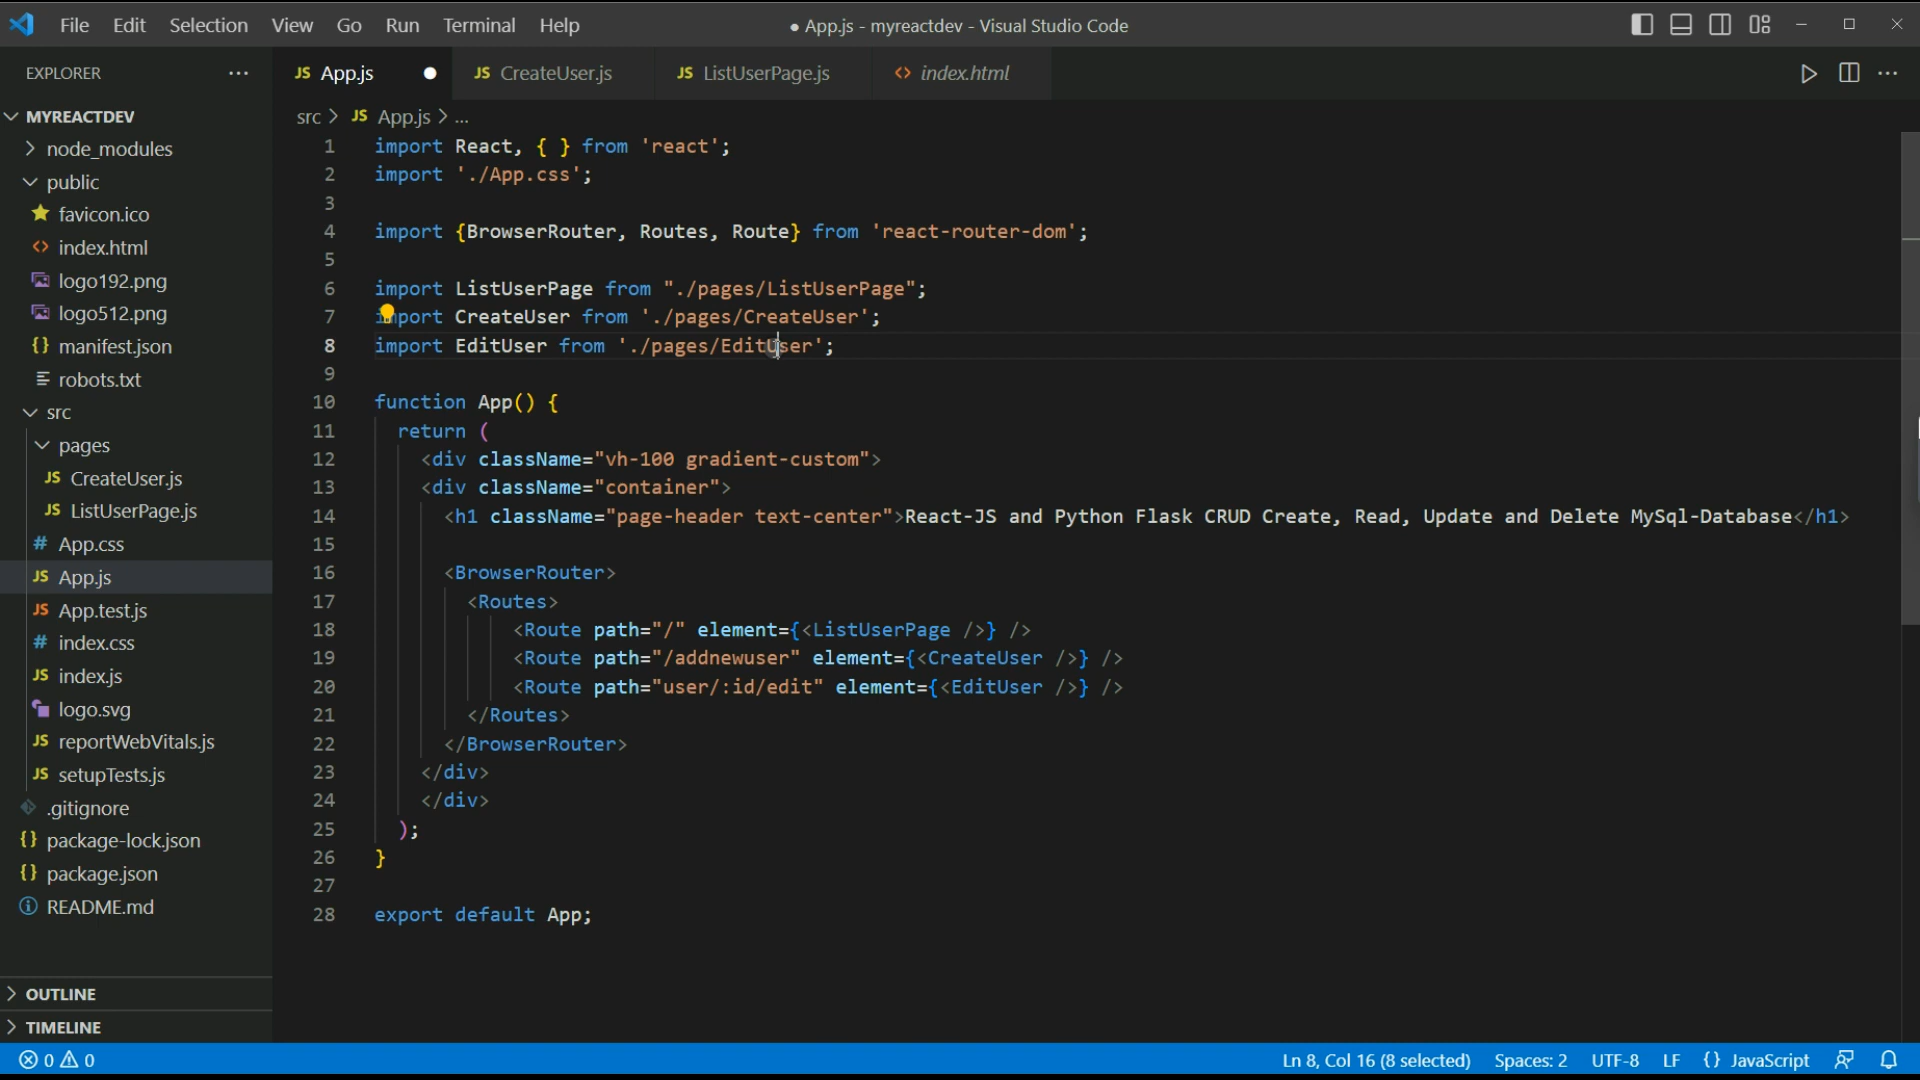 File Edit Selection View Go Run Terminal Help
● App.js - myreactdev - Visual Studio Code
EXPLORER
JS App.js
JS CreateUser.js
JS ListUserPage.js
<> index.html
MYREACTDEV
node_modules
public
favicon.ico
<> index.html
logo192.png
logo512.png
{} manifest.json
robots.txt
src
pages
JS CreateUser.js
JS ListUserPage.js
# App.css
JS App.js
JS App.test.js
# index.css
JS index.js
logo.svg
JS reportWebVitals.js
JS setupTests.js
.gitignore
{} package-lock.json
{} package.json
README.md
OUTLINE
TIMELINE
src > JS App.js > ...
1 import React, { } from 'react';
2 import './App.css';
3
4 import {BrowserRouter, Routes, Route} from 'react-router-dom';
5
6 import ListUserPage from "./pages/ListUserPage";
7 import CreateUser from './pages/CreateUser';
8 import EditUser from './pages/EditUser';
9
10 function App() {
11 return (
12 <div className="vh-100 gradient-custom">
13 <div className="container">
14 <h1 className="page-header text-center">React-JS and Python Flask CRUD Create, Read, Update and Delete MySql-Database</h1>
15
16 <BrowserRouter>
17 <Routes>
18 <Route path="/" element={<ListUserPage />} />
19 <Route path="/addnewuser" element={<CreateUser />} />
20 <Route path="user/:id/edit" element={<EditUser />} />
21 </Routes>
22 </BrowserRouter>
23 </div>
24 </div>
25 );
26 }
27
28 export default App;
0 0
Ln 8, Col 16 (8 selected) Spaces: 2 UTF-8 LF {} JavaScript